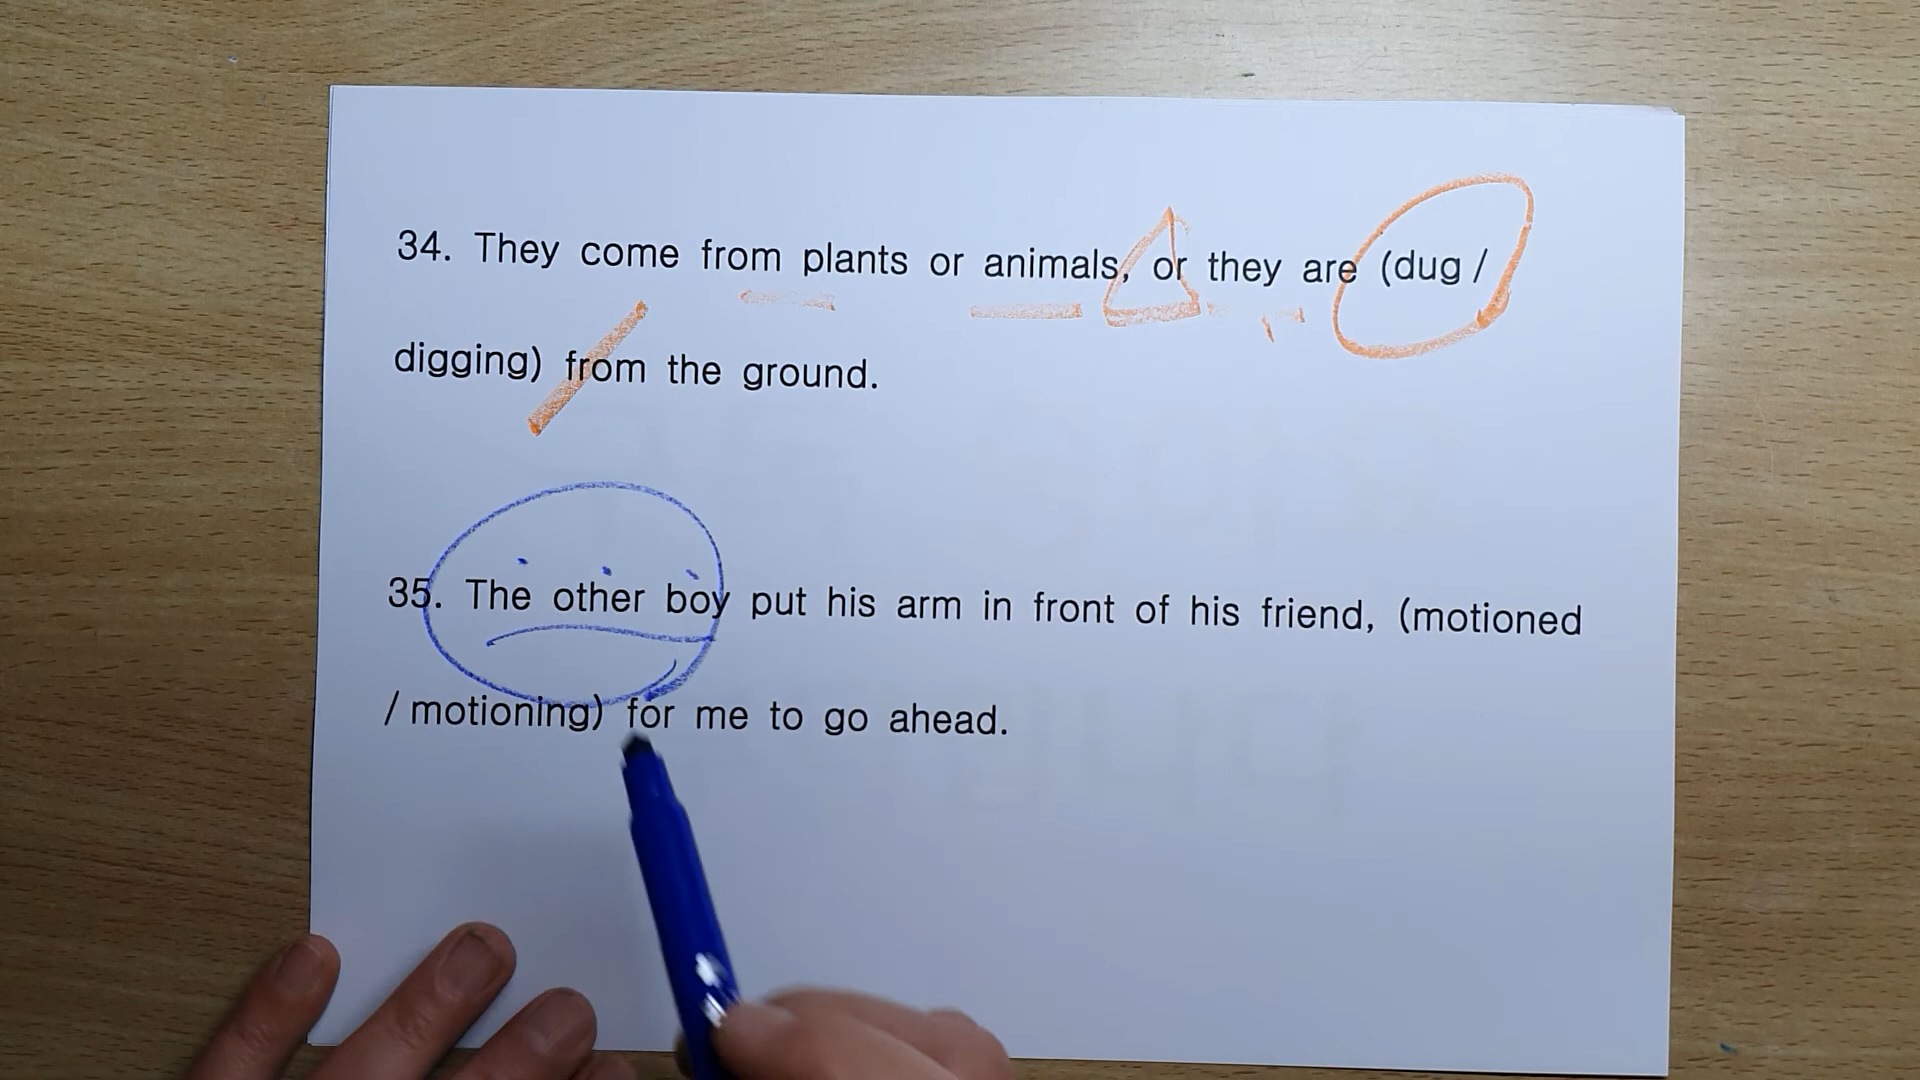 34. They come from plants or animals, or they are (dug /
digging) from the ground.
35. The other boy put his arm in front of his friend, (motioned
/ motioning) for me to go ahead.